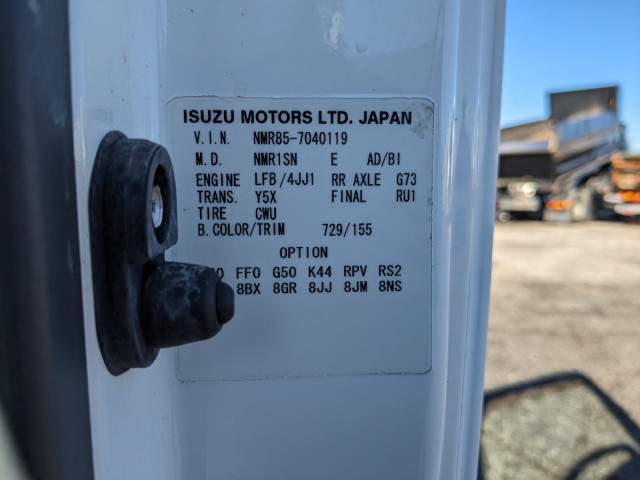 ISUZU MOTORS LTD. JAPAN
V.I.N. NMR85-7040119
M.D. NMR1SN E AD/BI
ENGINE LFB/4JJ1 RR AXLE G73
TRANS. Y5X FINAL RU1
TIRE CWU
B.COLOR/TRIM 729/155
OPTION
FF0 G50 K44 RPV RS2
8BX 8GR 8JJ 8JM 8NS